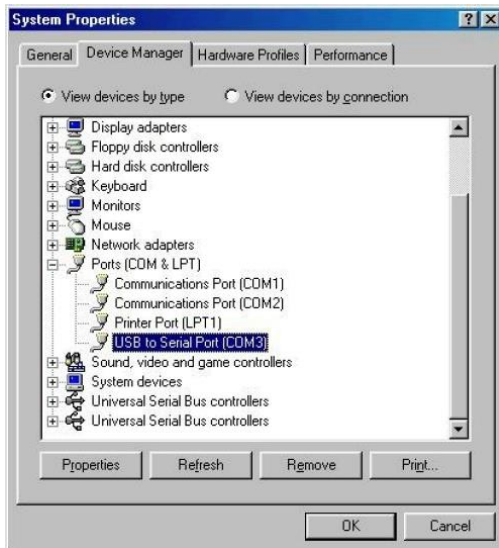 System Properties
General Device Manager Hardware Profiles Performance
View devices by type View devices by connection
Display adapters
Floppy disk controllers
Hard disk controllers
Keyboard
Monitors
Mouse
Network adapters
Ports (COM & LPT)
Communications Port (COM1)
Communications Port (COM2)
Printer Port (LPT1)
USB to Serial Port (COM3)
Sound, video and game controllers
System devices
Universal Serial Bus controllers
Universal Serial Bus controllers
Properties Refresh Remove Print...
OK Cancel